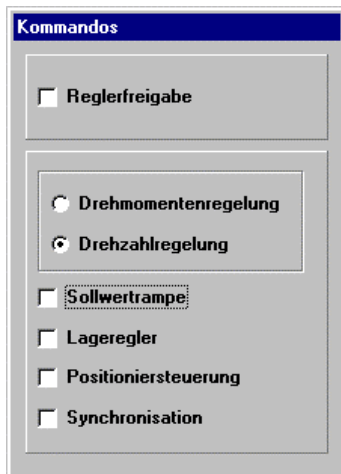 Kommandos
Reglerfreigabe
Drehmomentenregelung
Drehzahlregelung
Sollwertrampe
Lageregler
Positioniersteuerung
Synchronisation